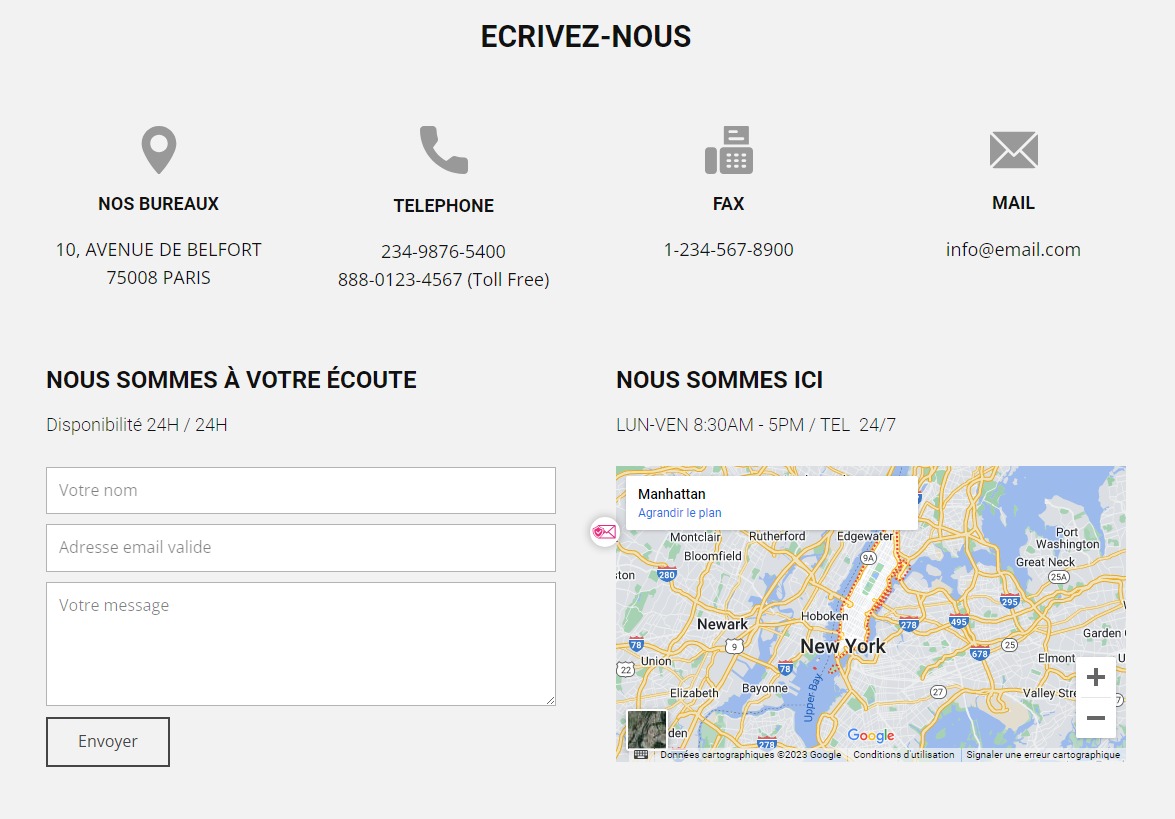 ECRIVEZ-NOUS
NOS BUREAUX
10, AVENUE DE BELFORT
75008 PARIS
TELEPHONE
234-9876-5400
888-0123-4567 (Toll Free)
FAX
1-234-567-8900
MAIL
info@email.com
NOUS SOMMES À VOTRE ÉCOUTE
Disponibilité 24H / 24H
Votre nom
Adresse email valide
Votre message
Envoyer
NOUS SOMMES ICI
LUN-VEN 8:30AM - 5PM / TEL 24/7
Manhattan
Agrandir le plan
Montclair
Rutherford
Edgewater
Port
Washington
Bloomfield
9A
Great Neck
ston
280
25A
295
Hoboken
Newark
278
495
Garden
78
9
New York
25
678
Union
22
78
Elmont
U
Elizabeth
Bayonne
Upper Bay
27
Valley Stre
den
278
Google
Données cartographiques ©2023 Google
Conditions d'utilisation
Signaler une erreur cartographique